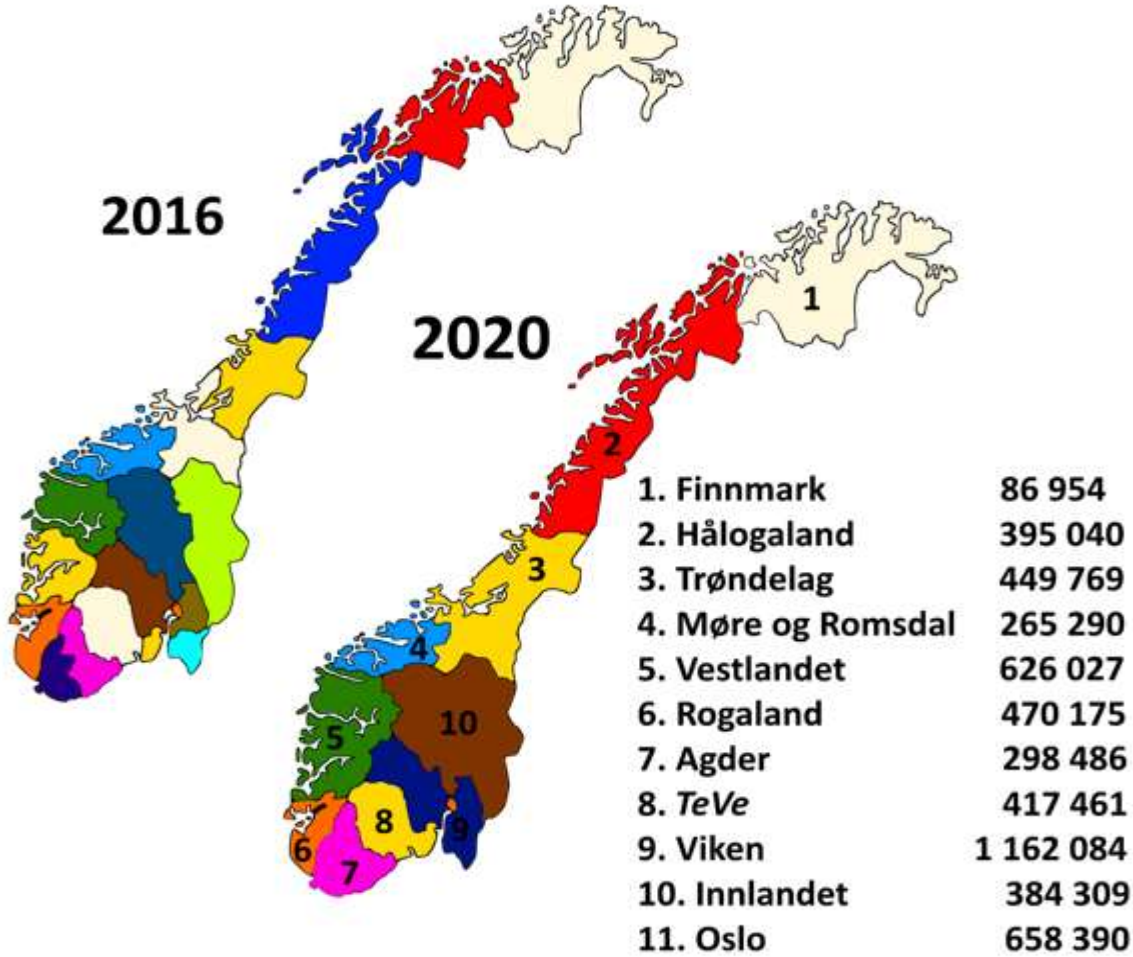 2016
2020
1
2
3
4
5
10
8
9
6
7
1. Finnmark 86 954
2. Hålogaland 395 040
3. Trøndelag 449 769
4. Møre og Romsdal 265 290
5. Vestlandet 626 027
6. Rogaland 470 175
7. Agder 298 486
8. TeVe 417 461
9. Viken 1 162 084
10. Innlandet 384 309
11. Oslo 658 390